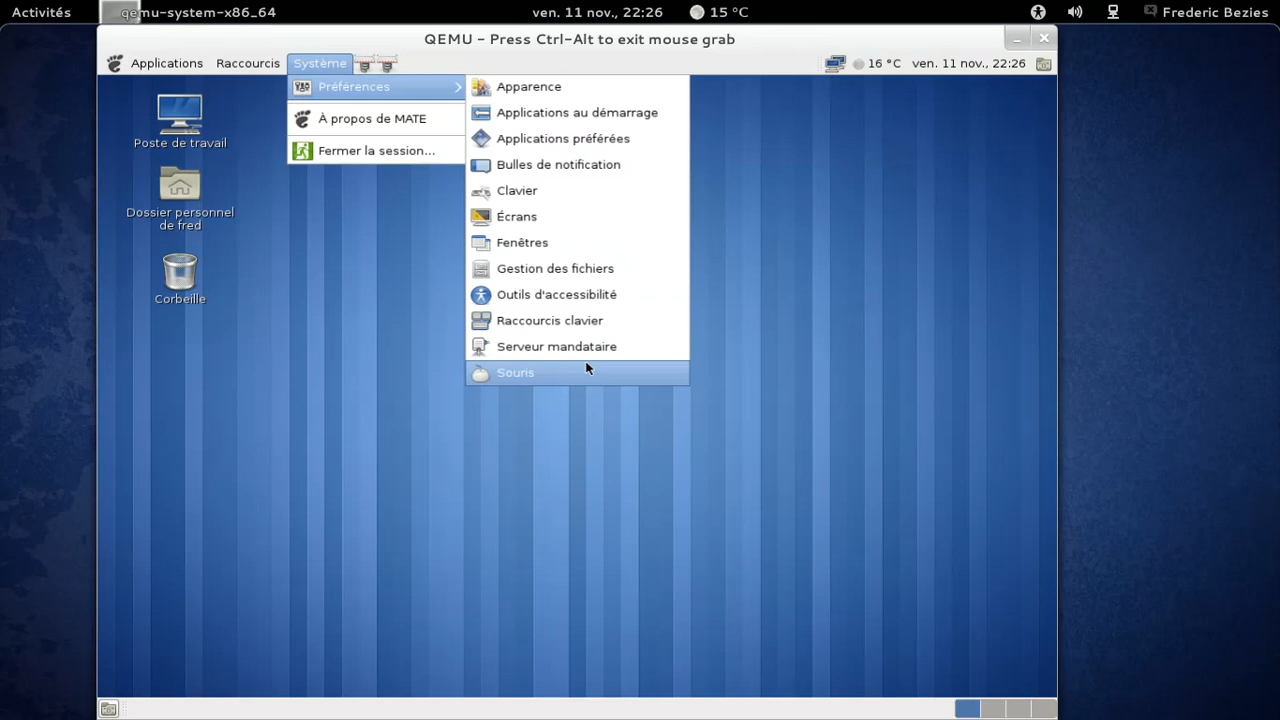 Activités qemu-system-x86_64 ven. 11 nov., 22:26 15 °C Frederic Bezies
QEMU - Press Ctrl-Alt to exit mouse grab
Applications Raccourcis Système 16 °C ven. 11 nov., 22:26
Préférences
À propos de MATE
Fermer la session...
Apparence
Applications au démarrage
Applications préférées
Bulles de notification
Clavier
Écrans
Fenêtres
Gestion des fichiers
Outils d'accessibilité
Raccourcis clavier
Serveur mandataire
Souris
Poste de travail
Dossier personnel
de fred
Corbeille